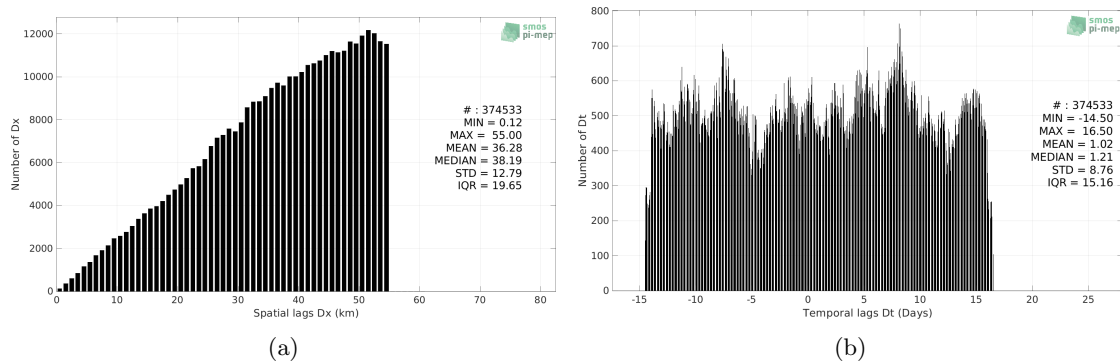 12000
10000
8000
6000
4000
2000
0
Number of Dx
0 10 20 30 40 50 60 70 80
Spatial lags Dx (km)
smos
pi-mep
# : 374533
MIN = 0.12
MAX = 55.00
MEAN = 36.28
MEDIAN = 38.19
STD = 12.79
IQR = 19.65
(a)
800
700
600
500
400
300
200
100
0
Number of Dt
-15 -10 -5 0 5 10 15 20 25
Temporal lags Dt (Days)
smos
pi-mep
# : 374533
MIN = -14.50
MAX = 16.50
MEAN = 1.02
MEDIAN = 1.21
STD = 8.76
IQR = 15.16
(b)